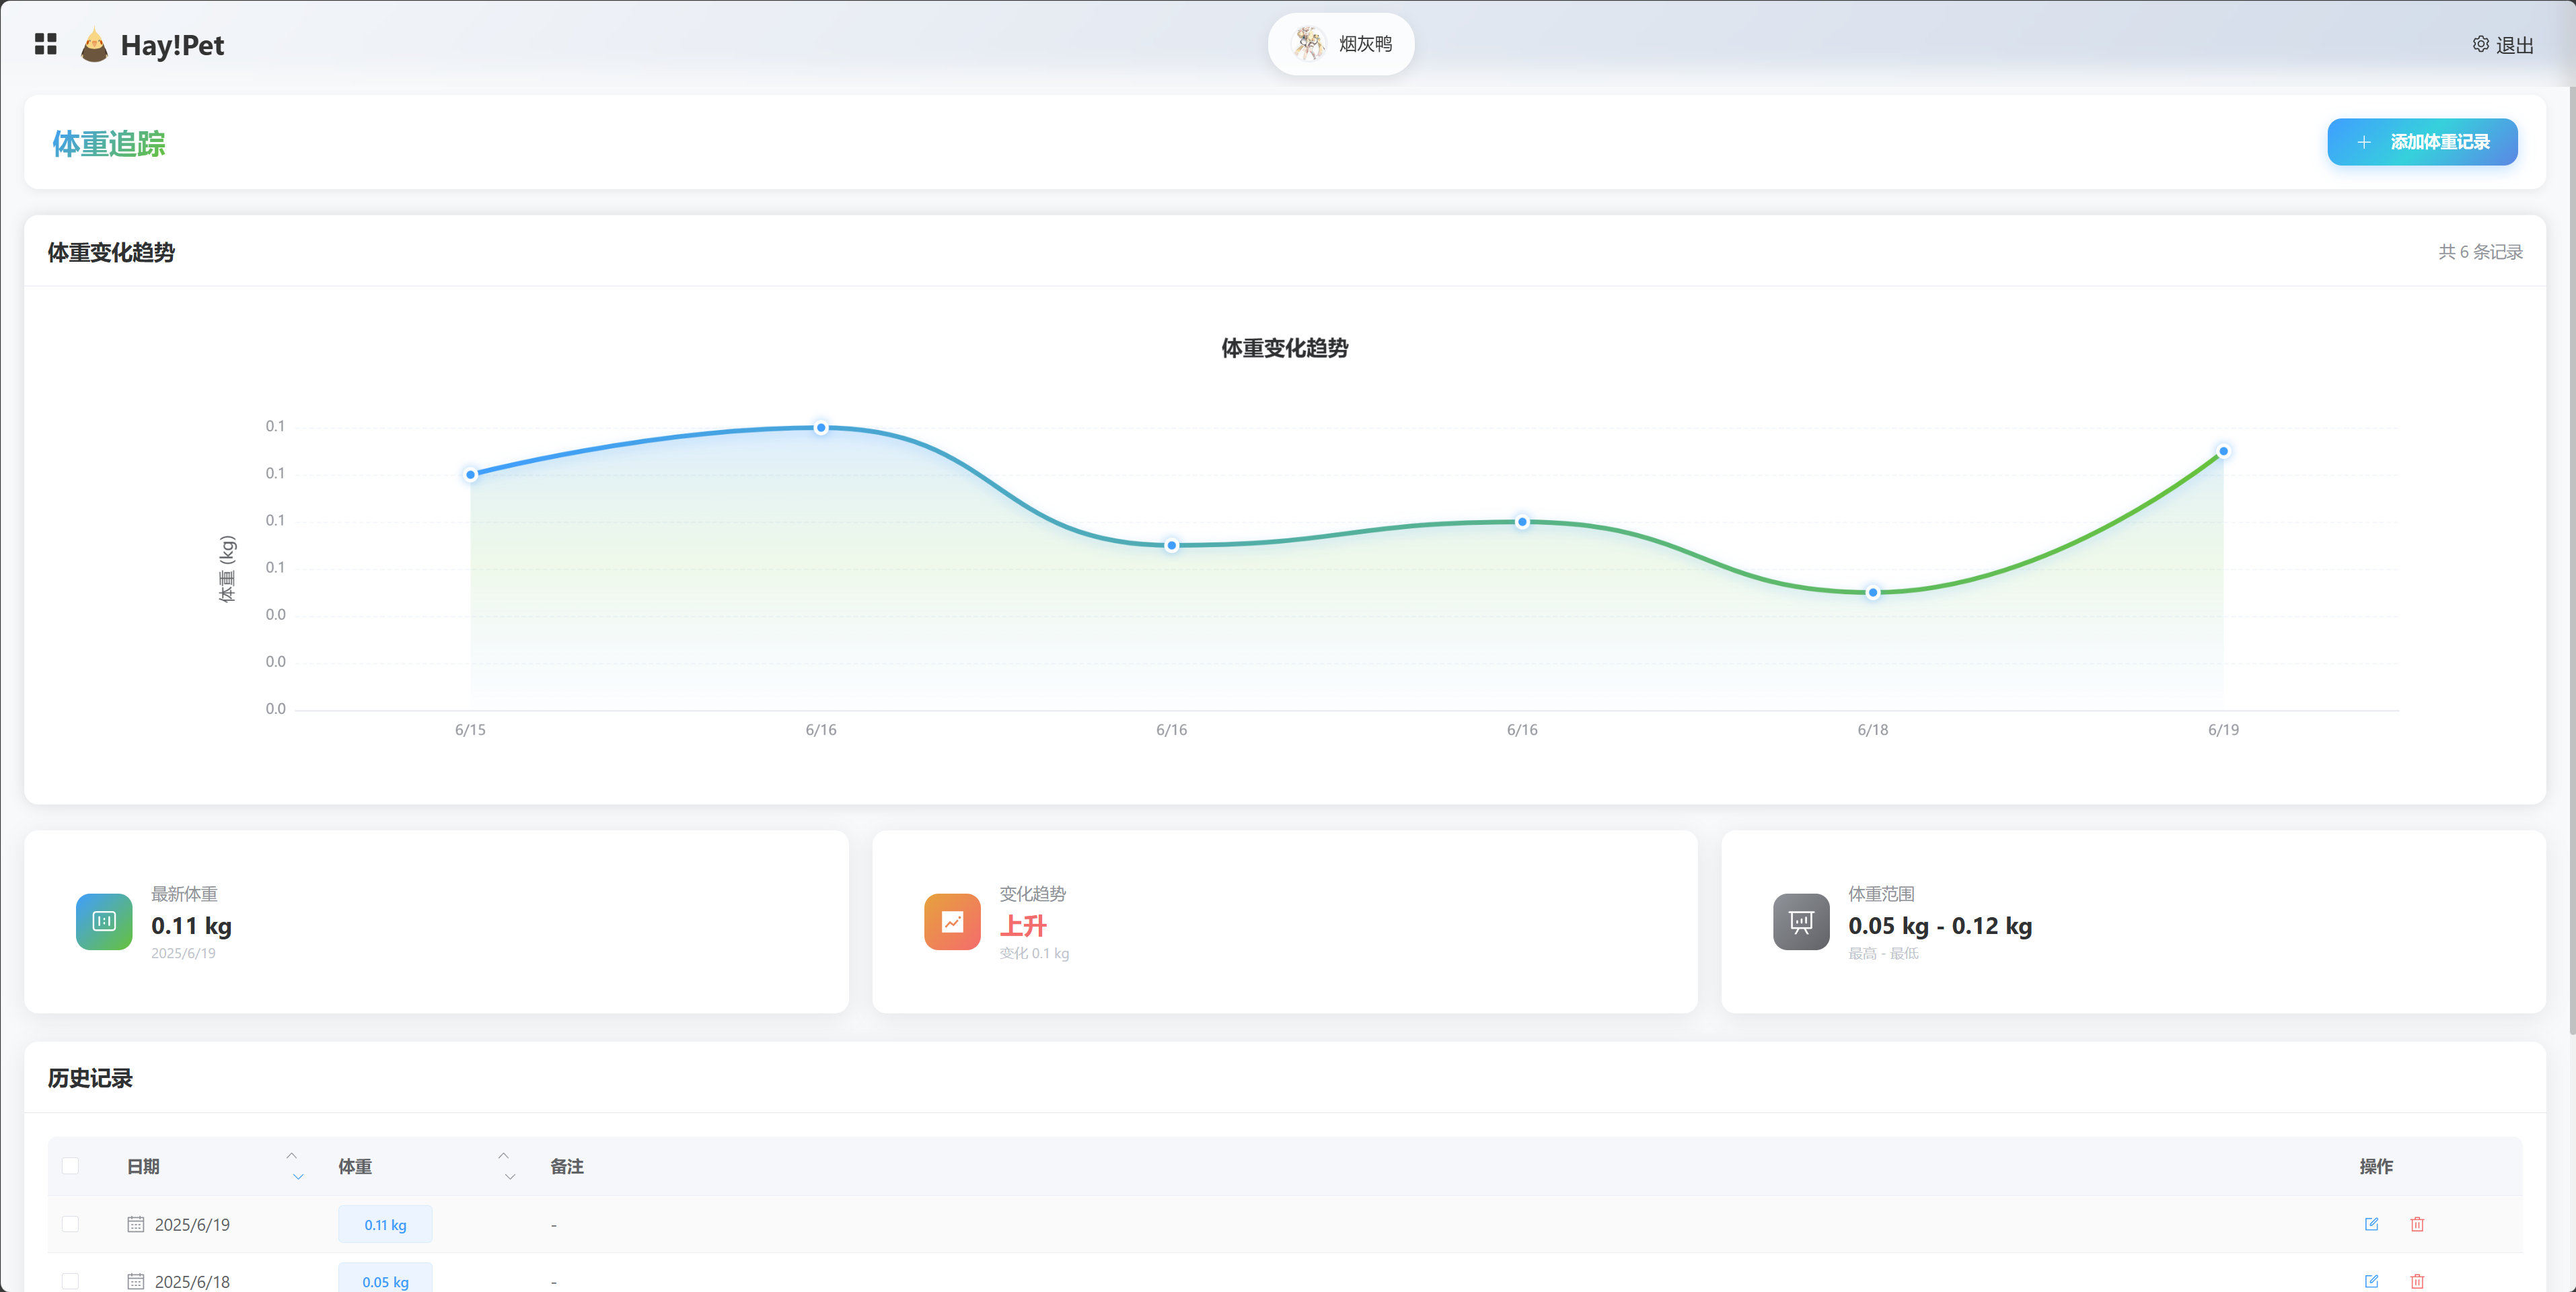 Hay!Pet
烟灰鸭
退出
体重追踪
添加体重记录
体重变化趋势
共 6 条记录
体重变化趋势
体重 (kg)
0.1
0.1
0.1
0.1
0.0
0.0
0.0
6/15 6/16 6/16 6/16 6/18 6/19
最新体重
0.11 kg
2025/6/19
变化趋势
上升
变化 0.1 kg
体重范围
0.05 kg - 0.12 kg
最高 - 最低
历史记录
日期 体重 备注 操作
2025/6/19 0.11 kg -
2025/6/18 0.05 kg -